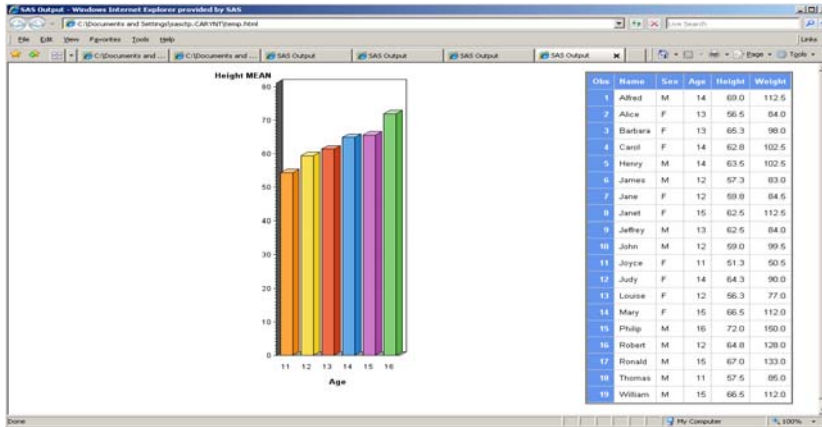 SAS Output - Windows Internet Explorer provided by SAS
C:\Documents and Settings\sasctp.CARYNT\temp.html
Live Search
File Edit View Favorites Tools Help
Links
C:\Documents and ... C:\Documents and ... SAS Output SAS Output SAS Output SAS Output
Page Tools
Height MEAN
80
70
60
50
40
30
20
10
0
11 12 13 14 15 16
Age
Obs Name Sex Age Height Weight
1 Alfred M 14 69.0 112.5
2 Alice F 13 56.5 84.0
3 Barbara F 13 65.3 98.0
4 Carol F 14 62.8 102.5
5 Henry M 14 63.5 102.5
6 James M 12 57.3 83.0
7 Jane F 12 59.8 84.5
8 Janet F 15 62.5 112.5
9 Jeffrey M 13 62.5 84.0
10 John M 12 59.0 99.5
11 Joyce F 11 51.3 50.5
12 Judy F 14 64.3 90.0
13 Louise F 12 56.3 77.0
14 Mary F 15 66.5 112.0
15 Philip M 16 72.0 150.0
16 Robert M 12 64.8 128.0
17 Ronald M 15 67.0 133.0
18 Thomas M 11 57.5 85.0
19 William M 15 66.5 112.0
Done
My Computer
100%